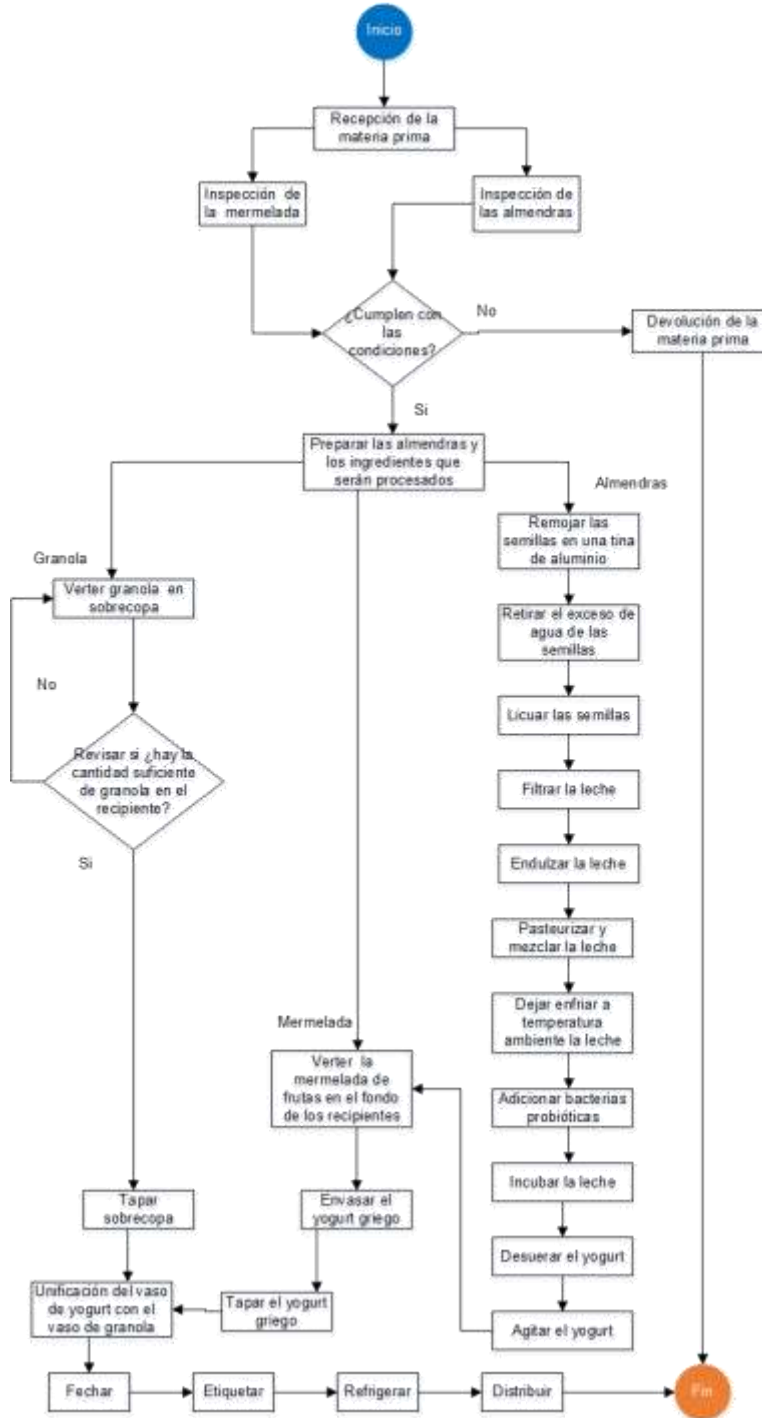 Inicio
Recepción de la
materia prima
Inspección de
la mermelada
Inspección de
las almendras
¿Cumplen con
las
condiciones?
No
Devolución de la
materia prima
Si
Preparar las almendras y
los ingredientes que
serán procesados
Almendras
Remojar las
semillas en una tina
de aluminio
Granola
Verter granola en
sobrecopa
Retirar el exceso de
agua de las
semillas
No
Licuar las semillas
Revisar si ¿hay la
cantidad suficiente
de granola en el
recipiente?
Filtrar la leche
Si
Endulzar la leche
Pasteurizar y
mezclar la leche
Dejar enfriar a
temperatura
ambiente la leche
Mermelada
Verter la
mermelada de
frutas en el fondo
de los recipientes
Adicionar bacterias
probióticas
Incubar la leche
Tapar
sobrecopa
Envasar el
yogurt griego
Desuerar el yogurt
Unificación del vaso
de yogurt con el
vaso de granola
Tapar el yogurt
griego
Agitar el yogurt
Fechar
Etiquetar
Refrigerar
Distribuir
Fin